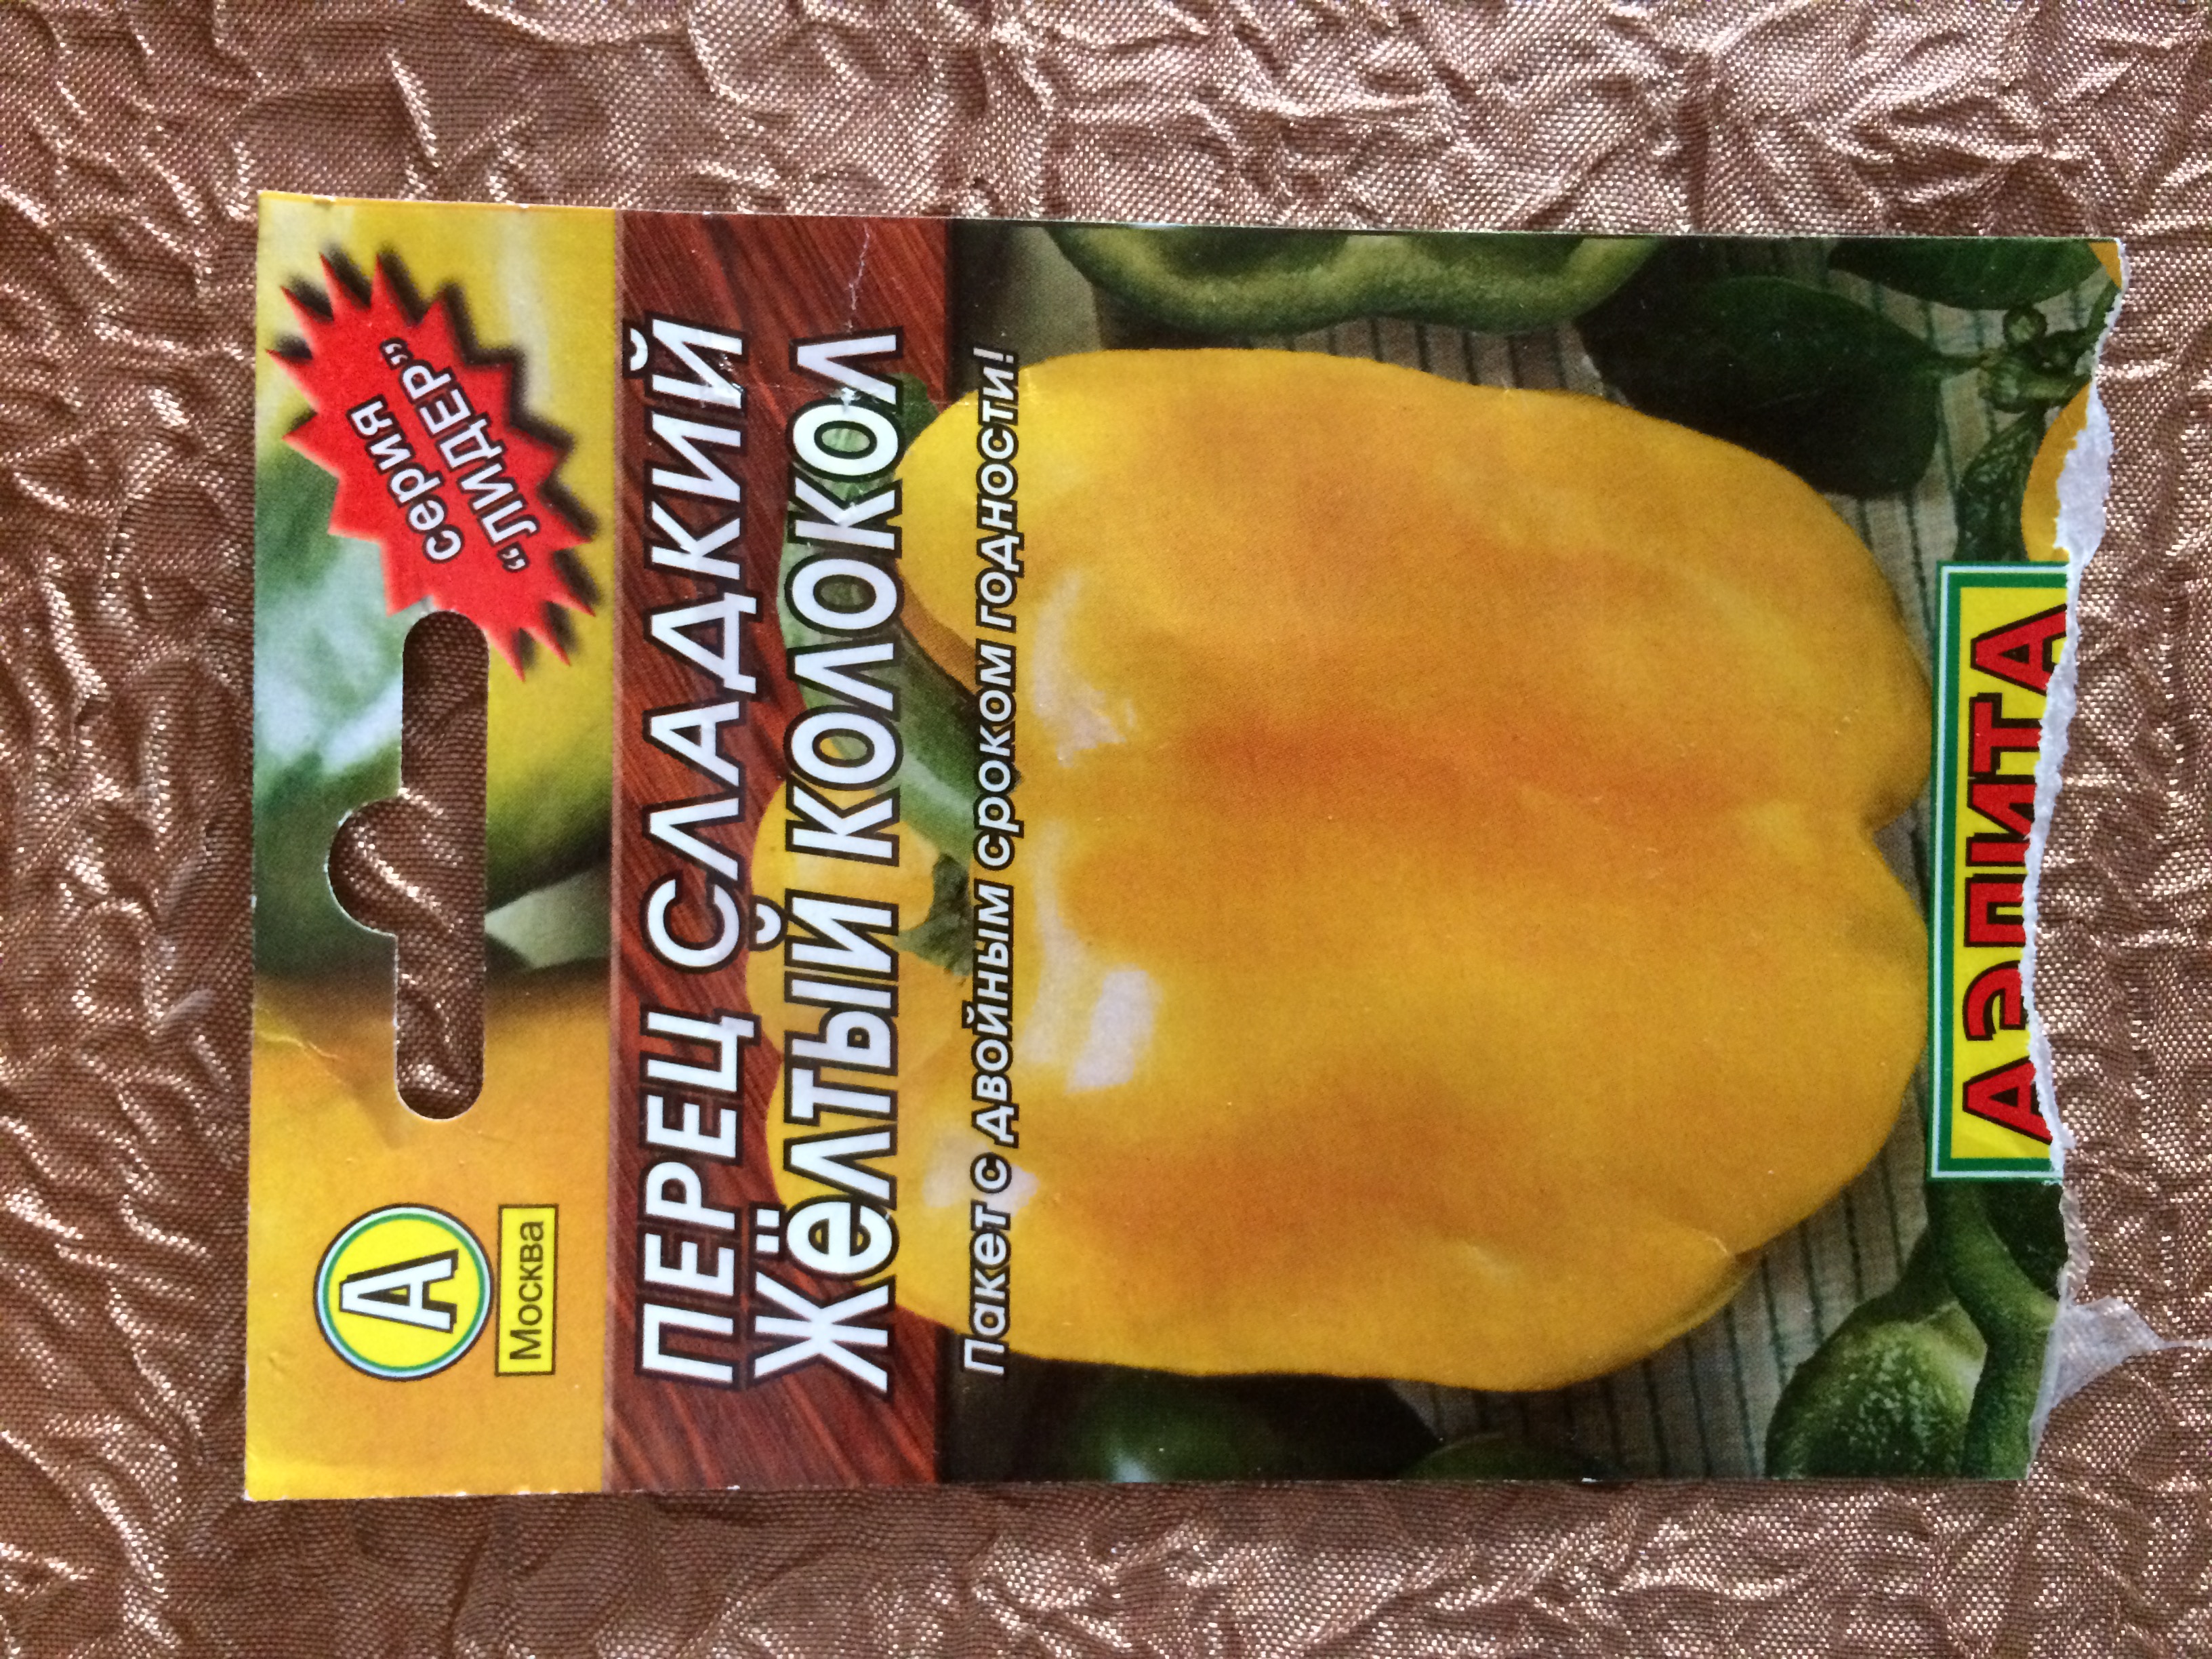 серия
"ЛИДЕР"
А
Москва
ПЕРЕЦ СЛАДКИЙ
Жёлтый колокол
Пакет с двойным сроком годности!
АЭЛИТА